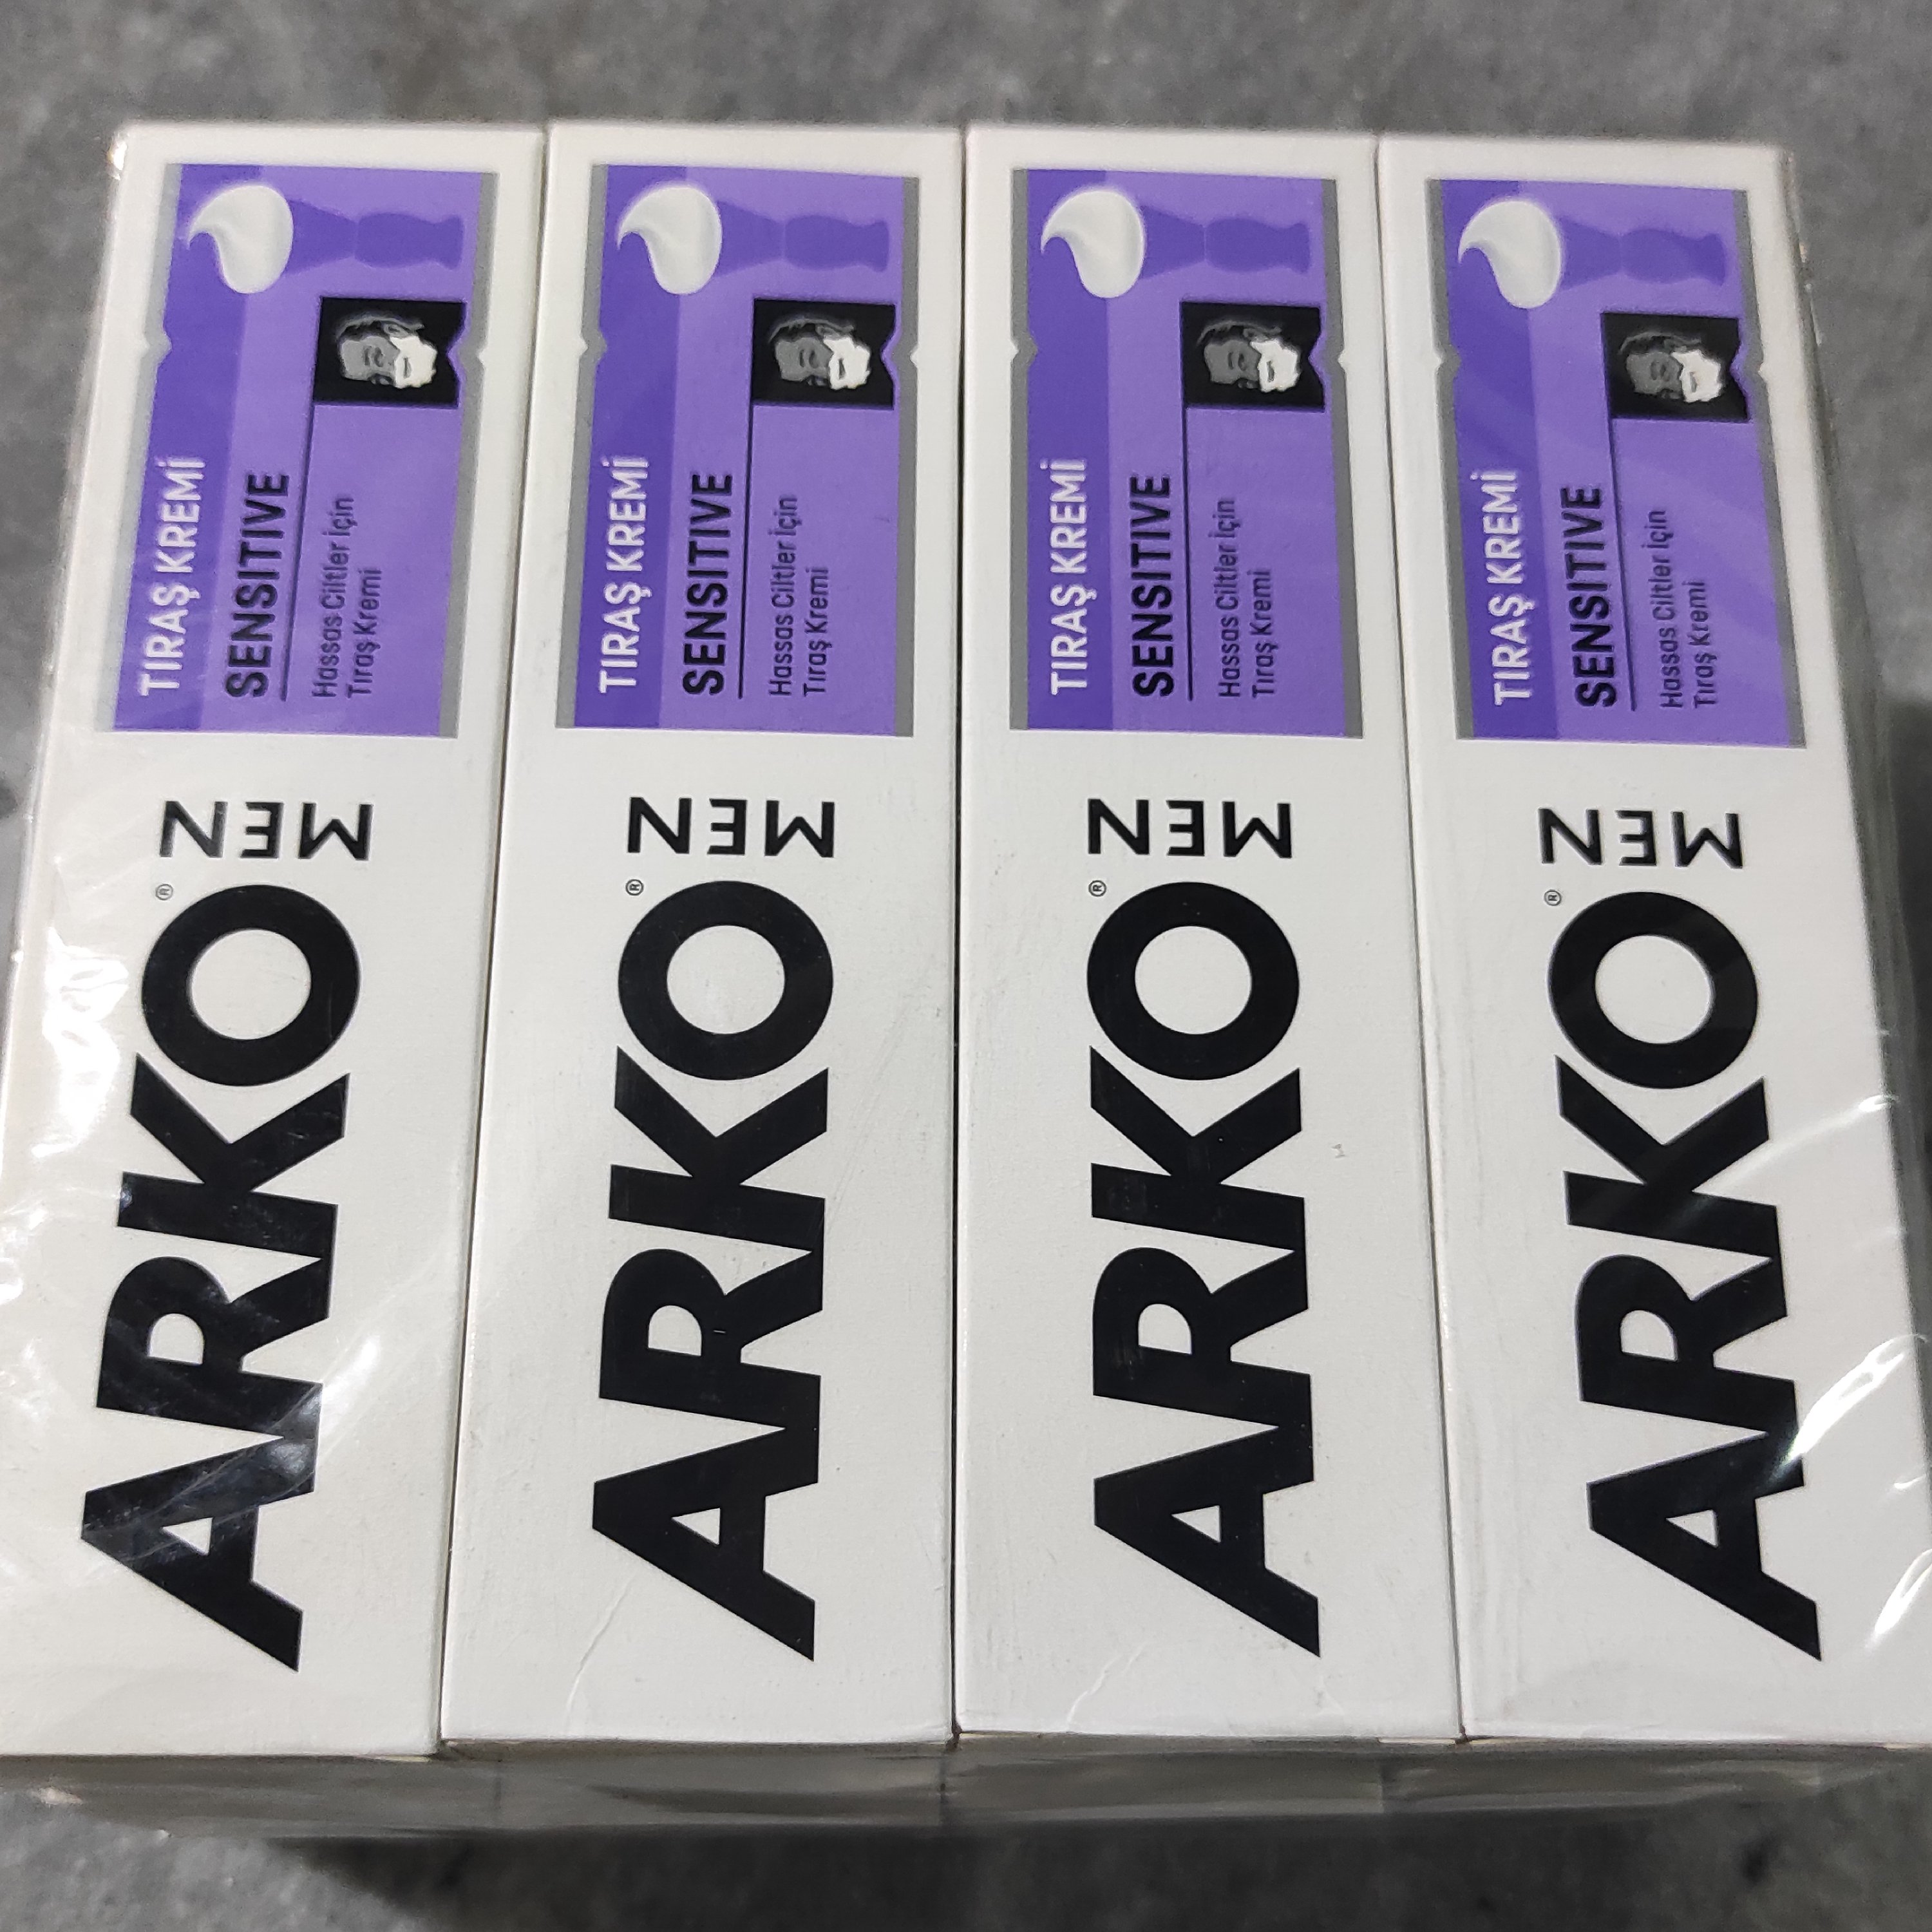 ARKO®
MEN
TIRAŞ KREMİ
SENSITIVE
Hassas Ciltler İçin
Tıraş Kremi
ARKO®
MEN
TIRAŞ KREMİ
SENSITIVE
Hassas Ciltler İçin
Tıraş Kremi
ARKO®
MEN
TIRAŞ KREMİ
SENSITIVE
Hassas Ciltler İçin
Tıraş Kremi
ARKO®
MEN
TIRAŞ KREMİ
SENSITIVE
Hassas Ciltler İçin
Tıraş Kremi